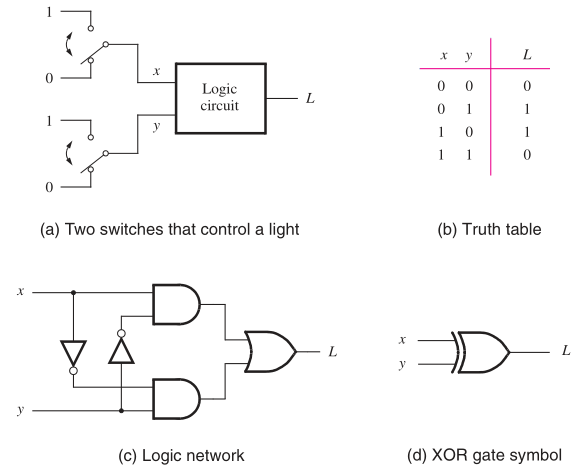 1
0
x
Logic
circuit
L
1
0
y
(a) Two switches that control a light
x y L
0 0 0
0 1 1
1 0 1
1 1 0
(b) Truth table
x
y
L
(c) Logic network
x
y
L
(d) XOR gate symbol